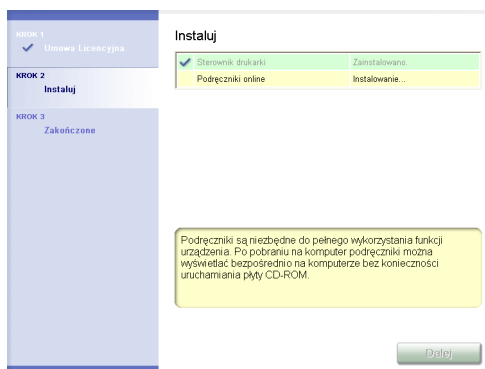 KROK 1
Umowa Licencyjna
KROK 2
Instaluj
KROK 3
Zakończone
Instaluj
Sterownik drukarki Zainstalowano.
Podręczniki online Instalowanie...
Podręczniki są niezbędne do pełnego wykorzystania funkcji
urządzenia. Po pobraniu na komputer podręczniki można
wyświetlać bezpośrednio na komputerze bez konieczności
uruchamiania płyty CD-ROM.
Dalej